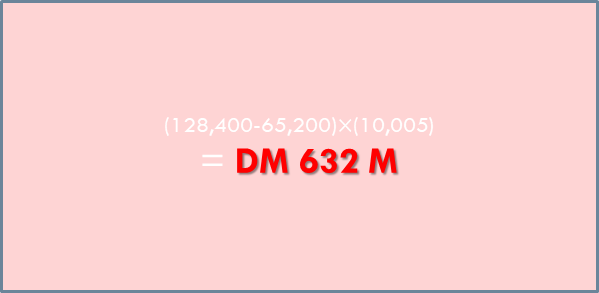 (128,400-65,200)×(10,005)
= DM 632 M